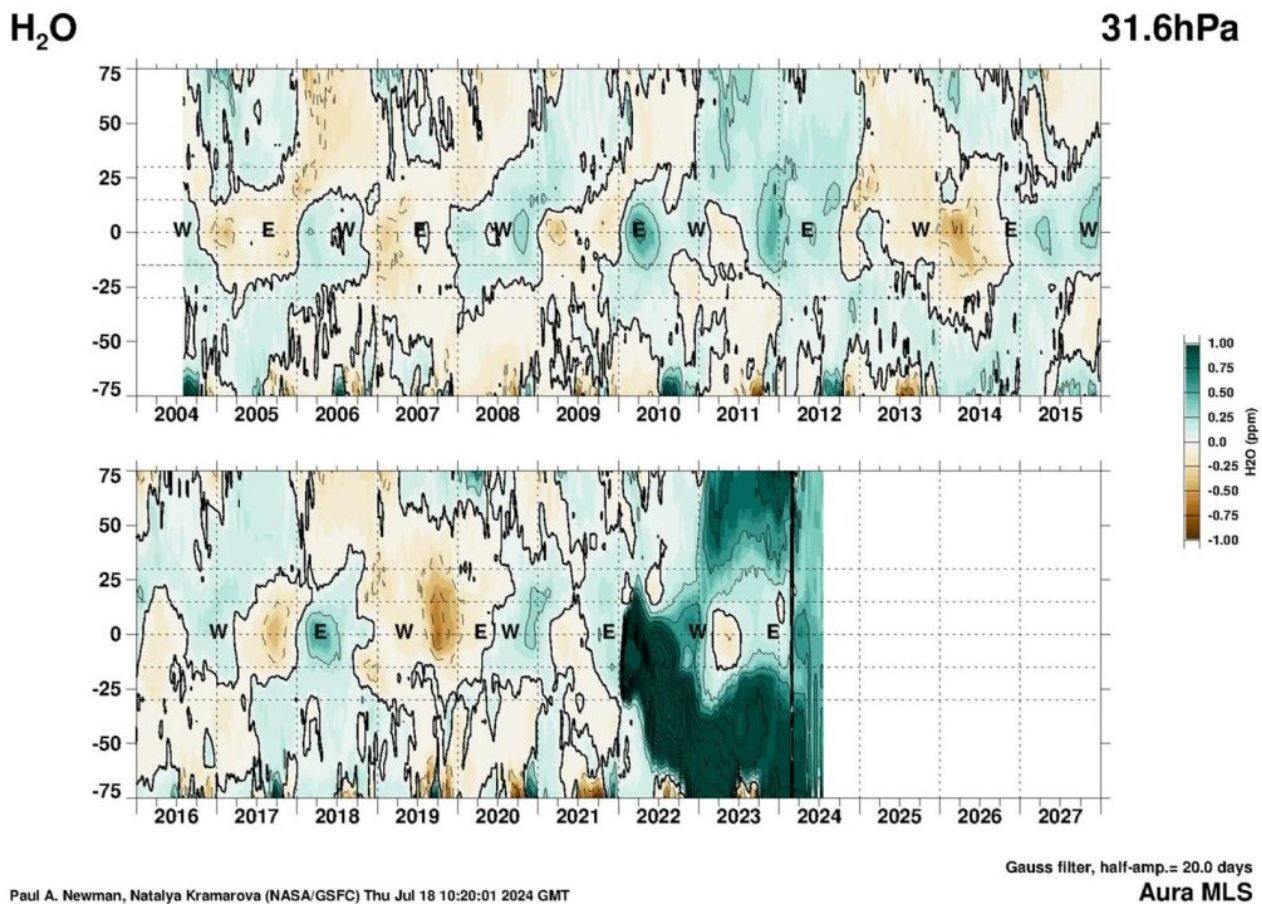 H₂O 31.6hPa
75
50
25
0
-25
-50
-75
W E W E W E W E W E W
2004 2005 2006 2007 2008 2009 2010 2011 2012 2013 2014 2015
1.00
0.75
0.50
0.25
0.0
-0.25
-0.50
-0.75
-1.00
H2O (ppm)
75
50
25
0
-25
-50
-75
W E W E W E W E
2016 2017 2018 2019 2020 2021 2022 2023 2024 2025 2026 2027
Gauss filter, half-amp.= 20.0 days
Paul A. Newman, Natalya Kramarova (NASA/GSFC) Thu Jul 18 10:20:01 2024 GMT
Aura MLS